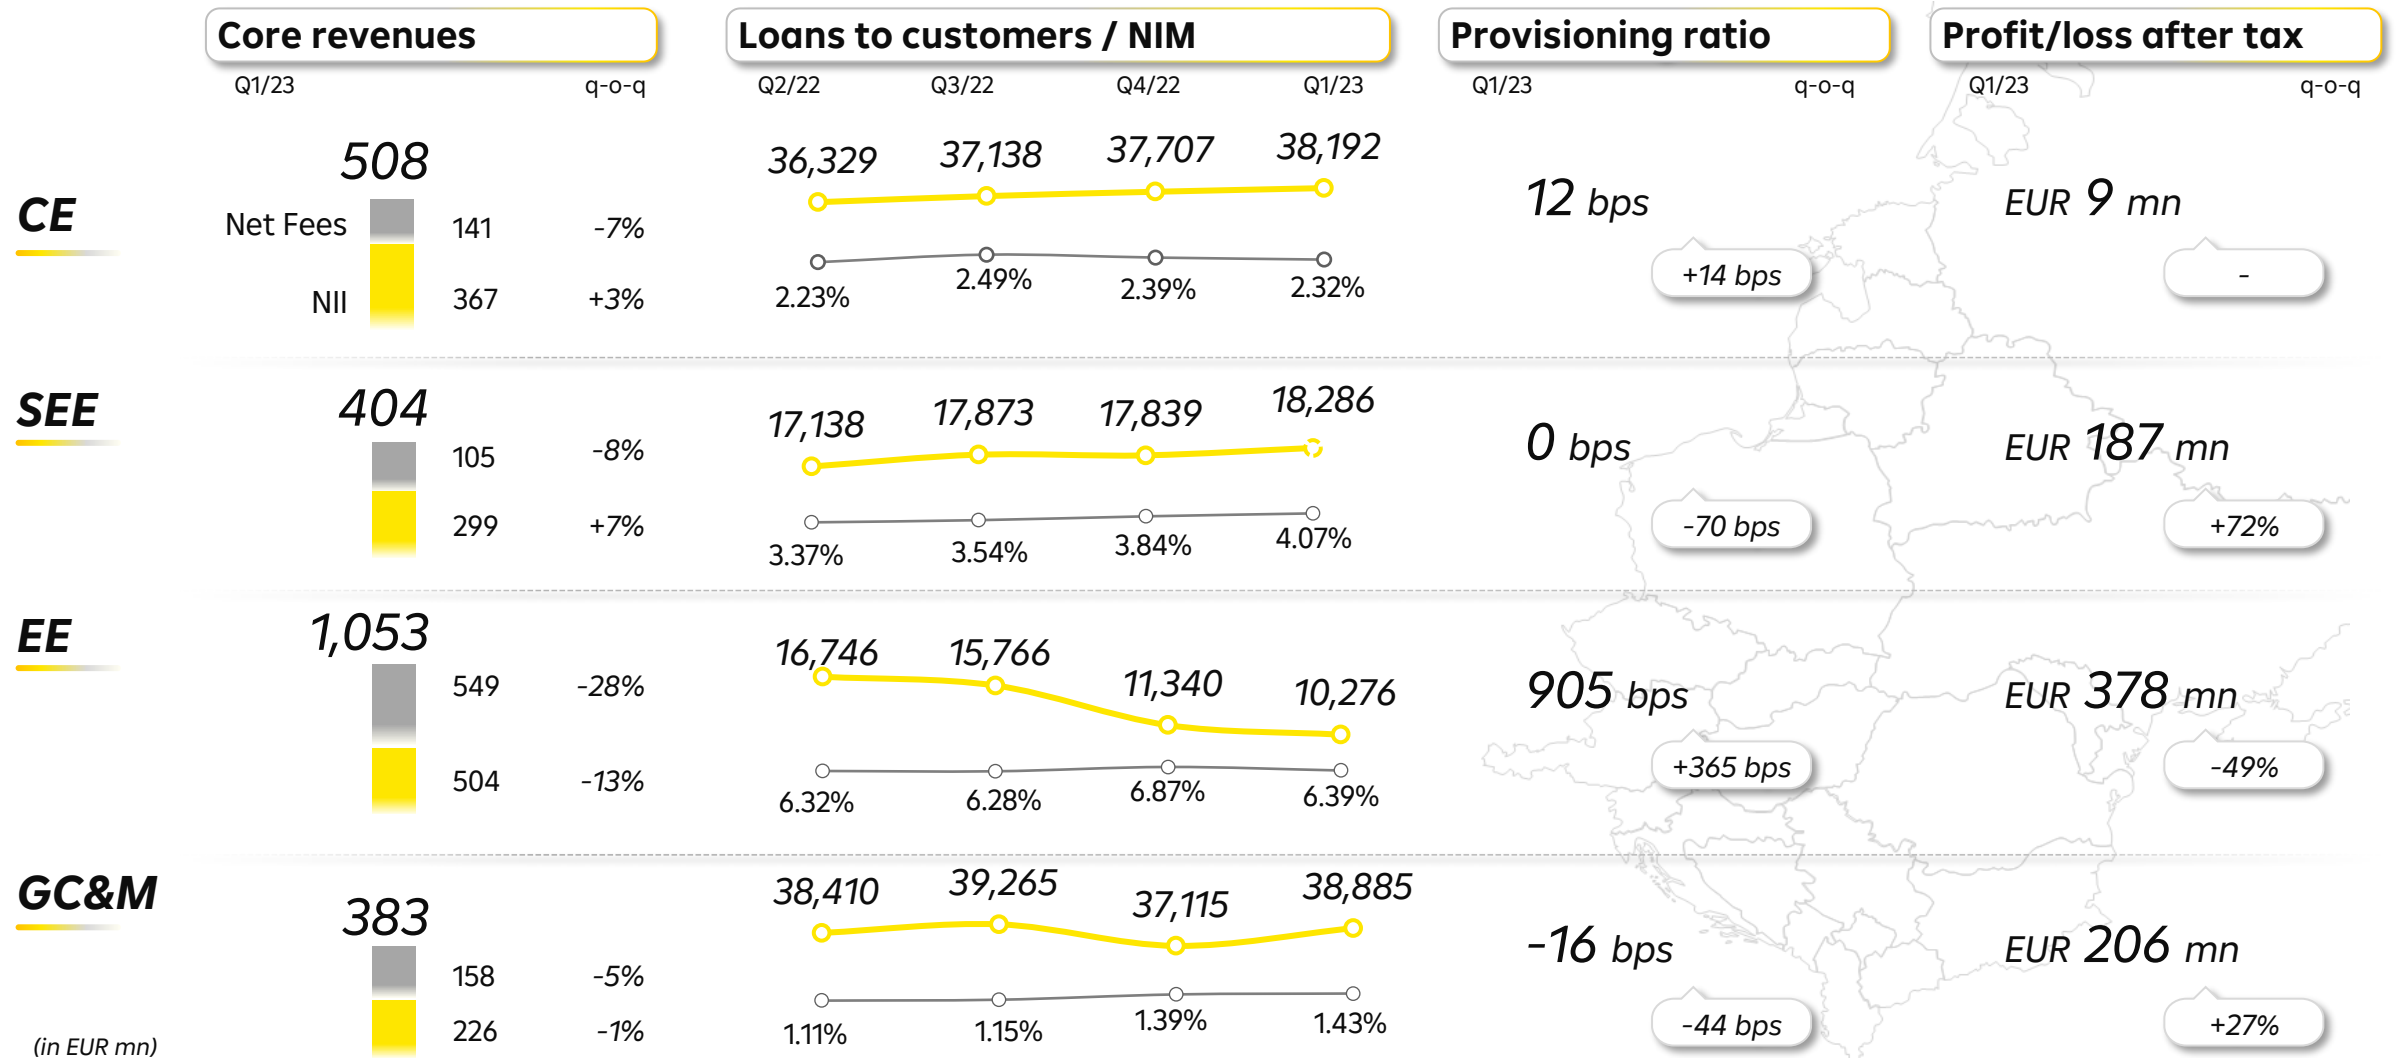 Core revenues
Loans to customers / NIM
Provisioning ratio
Profit/loss after tax
Q1/23 q-o-q
Q2/22 Q3/22 Q4/22 Q1/23
Q1/23 q-o-q
Q1/23 q-o-q
CE
508
Net Fees 141 -7%
NII 367 +3%
36,329 37,138 37,707 38,192
2.23% 2.49% 2.39% 2.32%
12 bps
+14 bps
EUR 9 mn
-
SEE
404
105 -8%
299 +7%
17,138 17,873 17,839 18,286
3.37% 3.54% 3.84% 4.07%
0 bps
-70 bps
EUR 187 mn
+72%
EE
1,053
549 -28%
504 -13%
16,746 15,766 11,340 10,276
6.32% 6.28% 6.87% 6.39%
905 bps
+365 bps
EUR 378 mn
-49%
GC&M
383
158 -5%
226 -1%
38,410 39,265 37,115 38,885
1.11% 1.15% 1.39% 1.43%
-16 bps
-44 bps
EUR 206 mn
+27%
(in EUR mn)